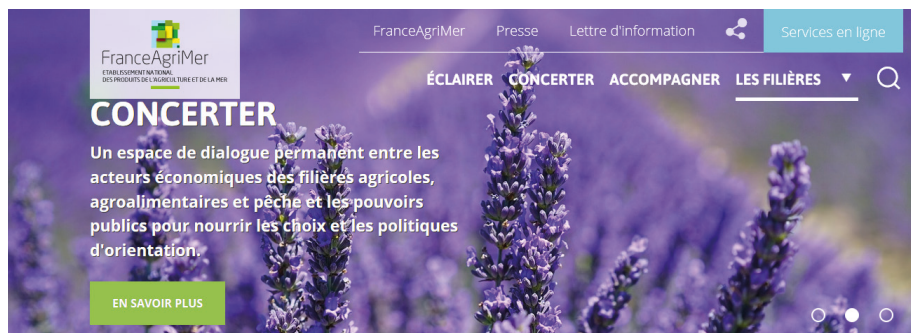 FranceAgriMer
ETABLISSEMENT NATIONAL
DES PRODUITS DE L'AGRICULTURE ET DE LA MER
FranceAgriMer Presse Lettre d'information Services en ligne
ÉCLAIRER CONCERTER ACCOMPAGNER LES FILIÈRES
CONCERTER
Un espace de dialogue permanent entre les
acteurs économiques des filières agricoles,
agroalimentaires et pêche et les pouvoirs
publics pour nourrir les choix et les politiques
d'orientation.
EN SAVOIR PLUS